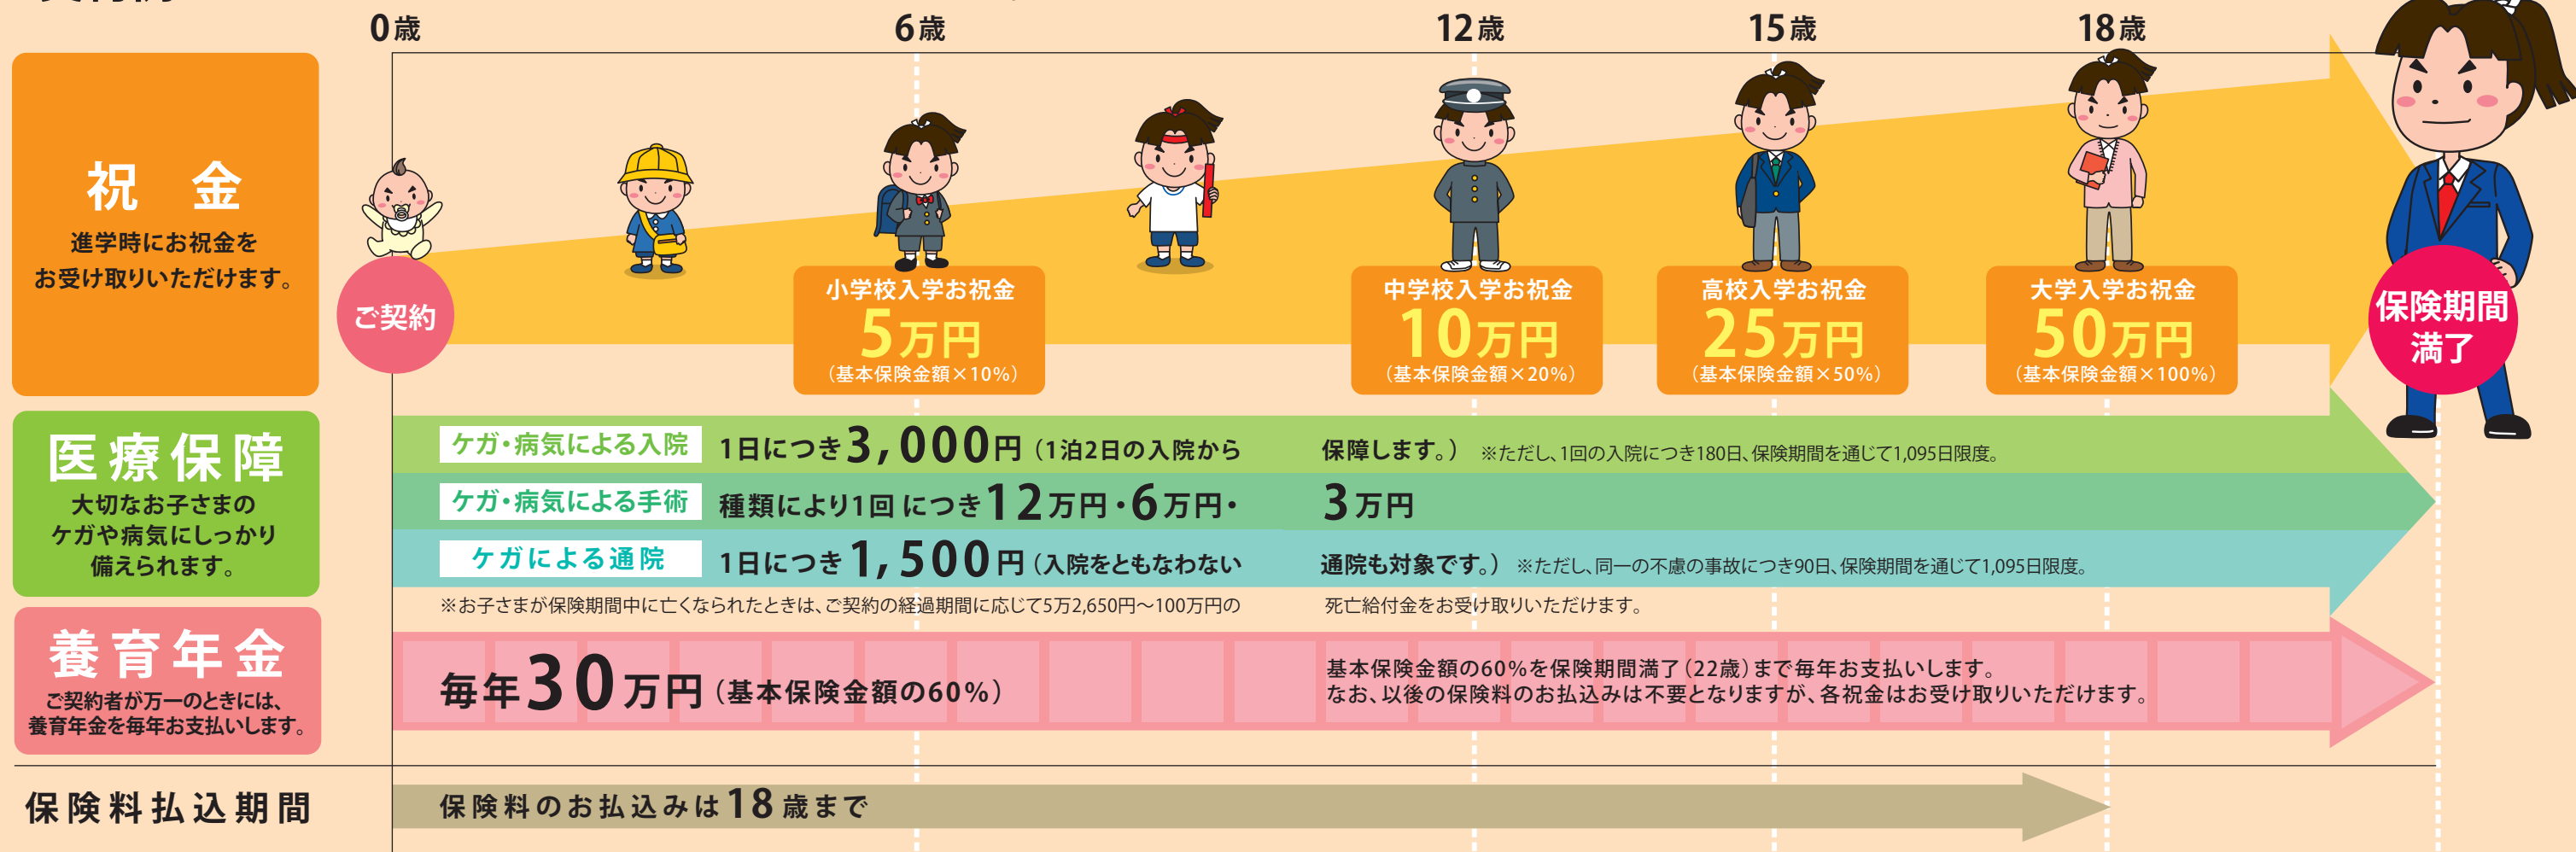 0歳
6歳
12歳
15歳
18歳
祝 金
進学時にお祝金を
お受け取りいただけます。
ご契約
小学校入学お祝金
5万円
（基本保険金額×10%）
中学校入学お祝金
10万円
（基本保険金額×20%）
高校入学お祝金
25万円
（基本保険金額×50%）
大学入学お祝金
50万円
（基本保険金額×100%）
保険期間
満了
医療保障
大切なお子さまの
ケガや病気にしっかり
備えられます。
ケガ・病気による入院 1日につき3,000円（1泊2日の入院から保障します。） ※ただし、1回の入院につき180日、保険期間を通じて1,095日限度。
ケガ・病気による手術 種類により1回につき12万円・6万円・3万円
ケガによる通院 1日につき1,500円（入院をともなわない通院も対象です。） ※ただし、同一の不慮の事故につき90日、保険期間を通じて1,095日限度。
※お子さまが保険期間中に亡くなられたときは、ご契約の経過期間に応じて5万2,650円〜100万円の死亡給付金をお受け取りいただけます。
養育年金
ご契約者が万一のときには、
養育年金を毎年お支払いします。
毎年30万円（基本保険金額の60%）
基本保険金額の60%を保険期間満了（22歳）まで毎年お支払いします。
なお、以後の保険料のお払込みは不要となりますが、各祝金はお受け取りいただけます。
保険料払込期間
保険料のお払込みは18歳まで